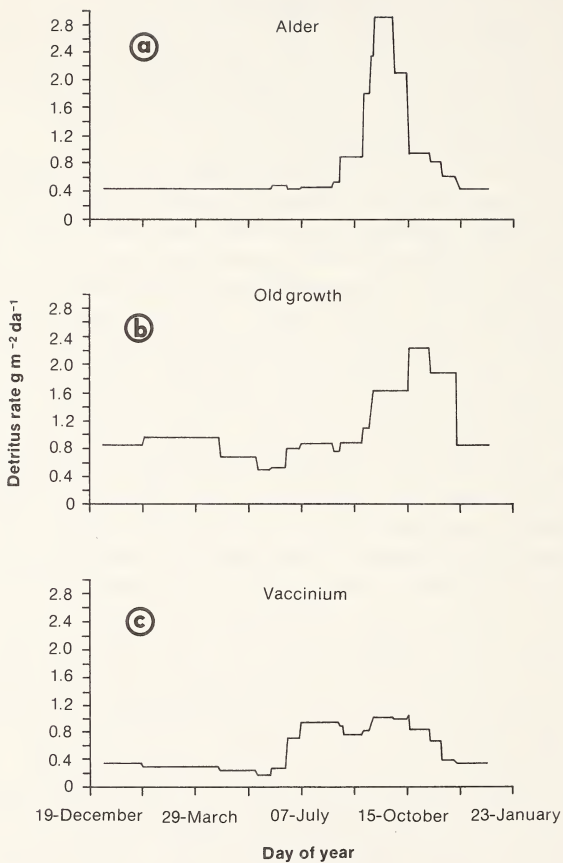 Detritus rate g m⁻² da⁻¹
a
Alder
2.8
2.4
2.0
1.6
1.2
0.8
0.4
0
b
Old growth
2.8
2.4
2.0
1.6
1.2
0.8
0.4
0
c
Vaccinium
2.8
2.4
2.0
1.6
1.2
0.8
0.4
0
19-December 29-March 07-July 15-October 23-January
Day of year